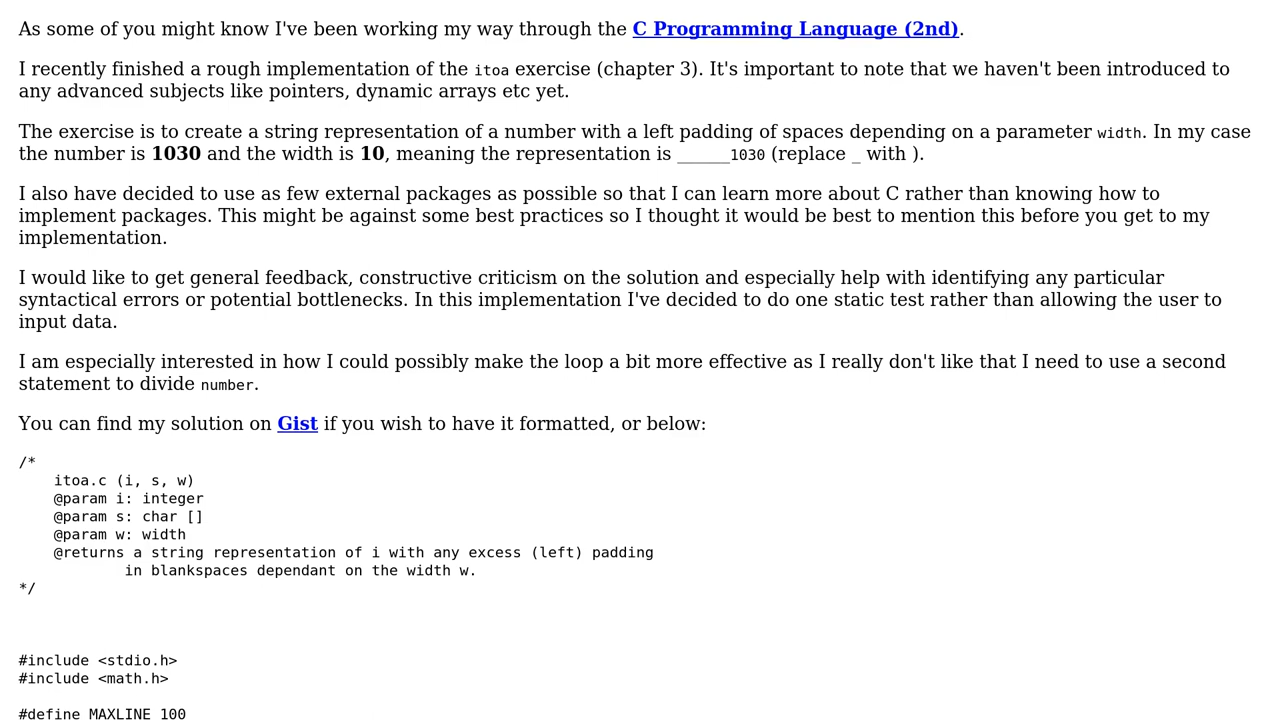 As some of you might know I've been working my way through the C Programming Language (2nd).
I recently finished a rough implementation of the itoa exercise (chapter 3). It's important to note that we haven't been introduced to
any advanced subjects like pointers, dynamic arrays etc yet.
The exercise is to create a string representation of a number with a left padding of spaces depending on a parameter width. In my case
the number is 1030 and the width is 10, meaning the representation is ______1030 (replace _ with ).
I also have decided to use as few external packages as possible so that I can learn more about C rather than knowing how to
implement packages. This might be against some best practices so I thought it would be best to mention this before you get to my
implementation.
I would like to get general feedback, constructive criticism on the solution and especially help with identifying any particular
syntactical errors or potential bottlenecks. In this implementation I've decided to do one static test rather than allowing the user to
input data.
I am especially interested in how I could possibly make the loop a bit more effective as I really don't like that I need to use a second
statement to divide number.
You can find my solution on Gist if you wish to have it formatted, or below:
/*
    itoa.c (i, s, w)
    @param i: integer
    @param s: char []
    @param w: width
    @returns a string representation of i with any excess (left) padding
            in blankspaces dependant on the width w.
*/
#include <stdio.h>
#include <math.h>
#define MAXLINE 100